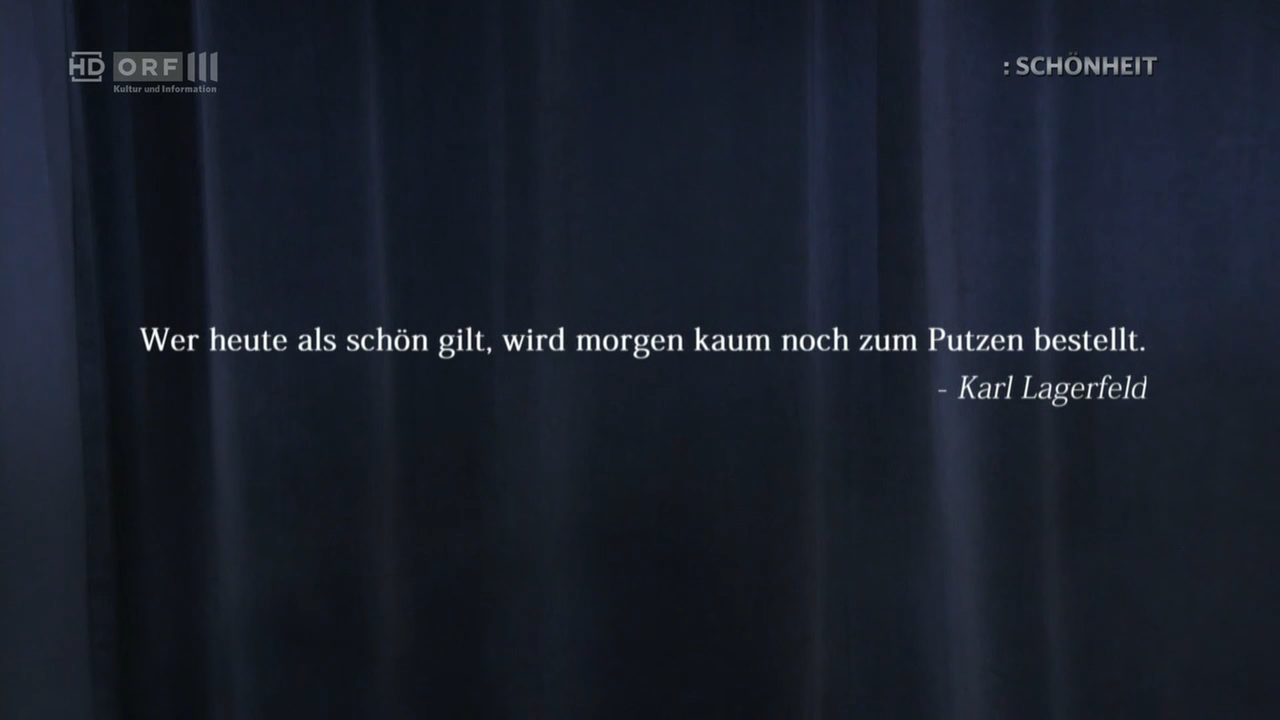 HD ORF III
Kultur und Information
: SCHÖNHEIT
Wer heute als schön gilt, wird morgen kaum noch zum Putzen bestellt.
- Karl Lagerfeld